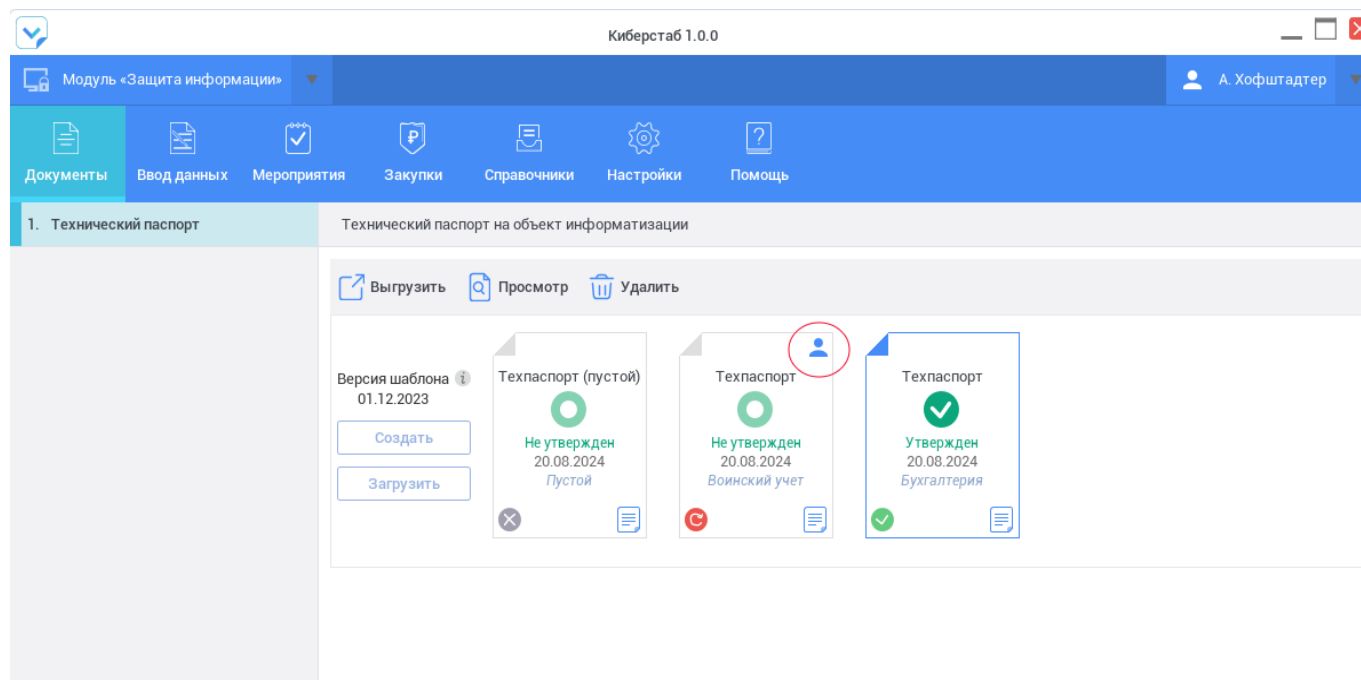 Киберстаб 1.0.0
Модуль «Защита информации»
А. Хофштадтер
Документы
Ввод данных
Мероприятия
Закупки
Справочники
Настройки
Помощь
1. Технический паспорт
Технический паспорт на объект информатизации
Выгрузить
Просмотр
Удалить
Версия шаблона i
01.12.2023
Создать
Загрузить
Техпаспорт (пустой)
Не утвержден
20.08.2024
Пустой
Техпаспорт
Не утвержден
20.08.2024
Воинский учет
Техпаспорт
Утвержден
20.08.2024
Бухгалтерия